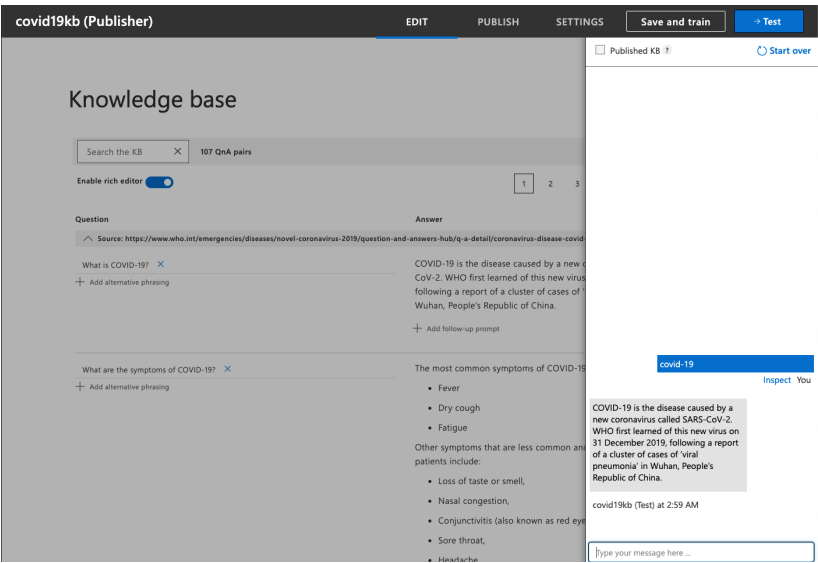 covid19kb (Publisher)
EDIT PUBLISH SETTINGS Save and train → Test
Published KB ? Start over
Knowledge base
Search the KB 107 QnA pairs
Enable rich editor
1 2 3
Question Answer
Source: https://www.who.int/emergencies/diseases/novel-coronavirus-2019/question-and-answers-hub/q-a-detail/coronavirus-disease-covid-
What is COVID-19?
Add alternative phrasing
COVID-19 is the disease caused by a new c
CoV-2. WHO first learned of this new virus
following a report of a cluster of cases of '
Wuhan, People's Republic of China.
Add follow-up prompt
What are the symptoms of COVID-19?
Add alternative phrasing
The most common symptoms of COVID-19
• Fever
• Dry cough
• Fatigue
Other symptoms that are less common and
patients include:
• Loss of taste or smell,
• Nasal congestion,
• Conjunctivitis (also known as red eye
• Sore throat,
• Headache
covid-19
Inspect You
COVID-19 is the disease caused by a
new coronavirus called SARS-CoV-2.
WHO first learned of this new virus on
31 December 2019, following a report
of a cluster of cases of 'viral
pneumonia' in Wuhan, People's
Republic of China.
covid19kb (Test) at 2:59 AM
Type your message here ...